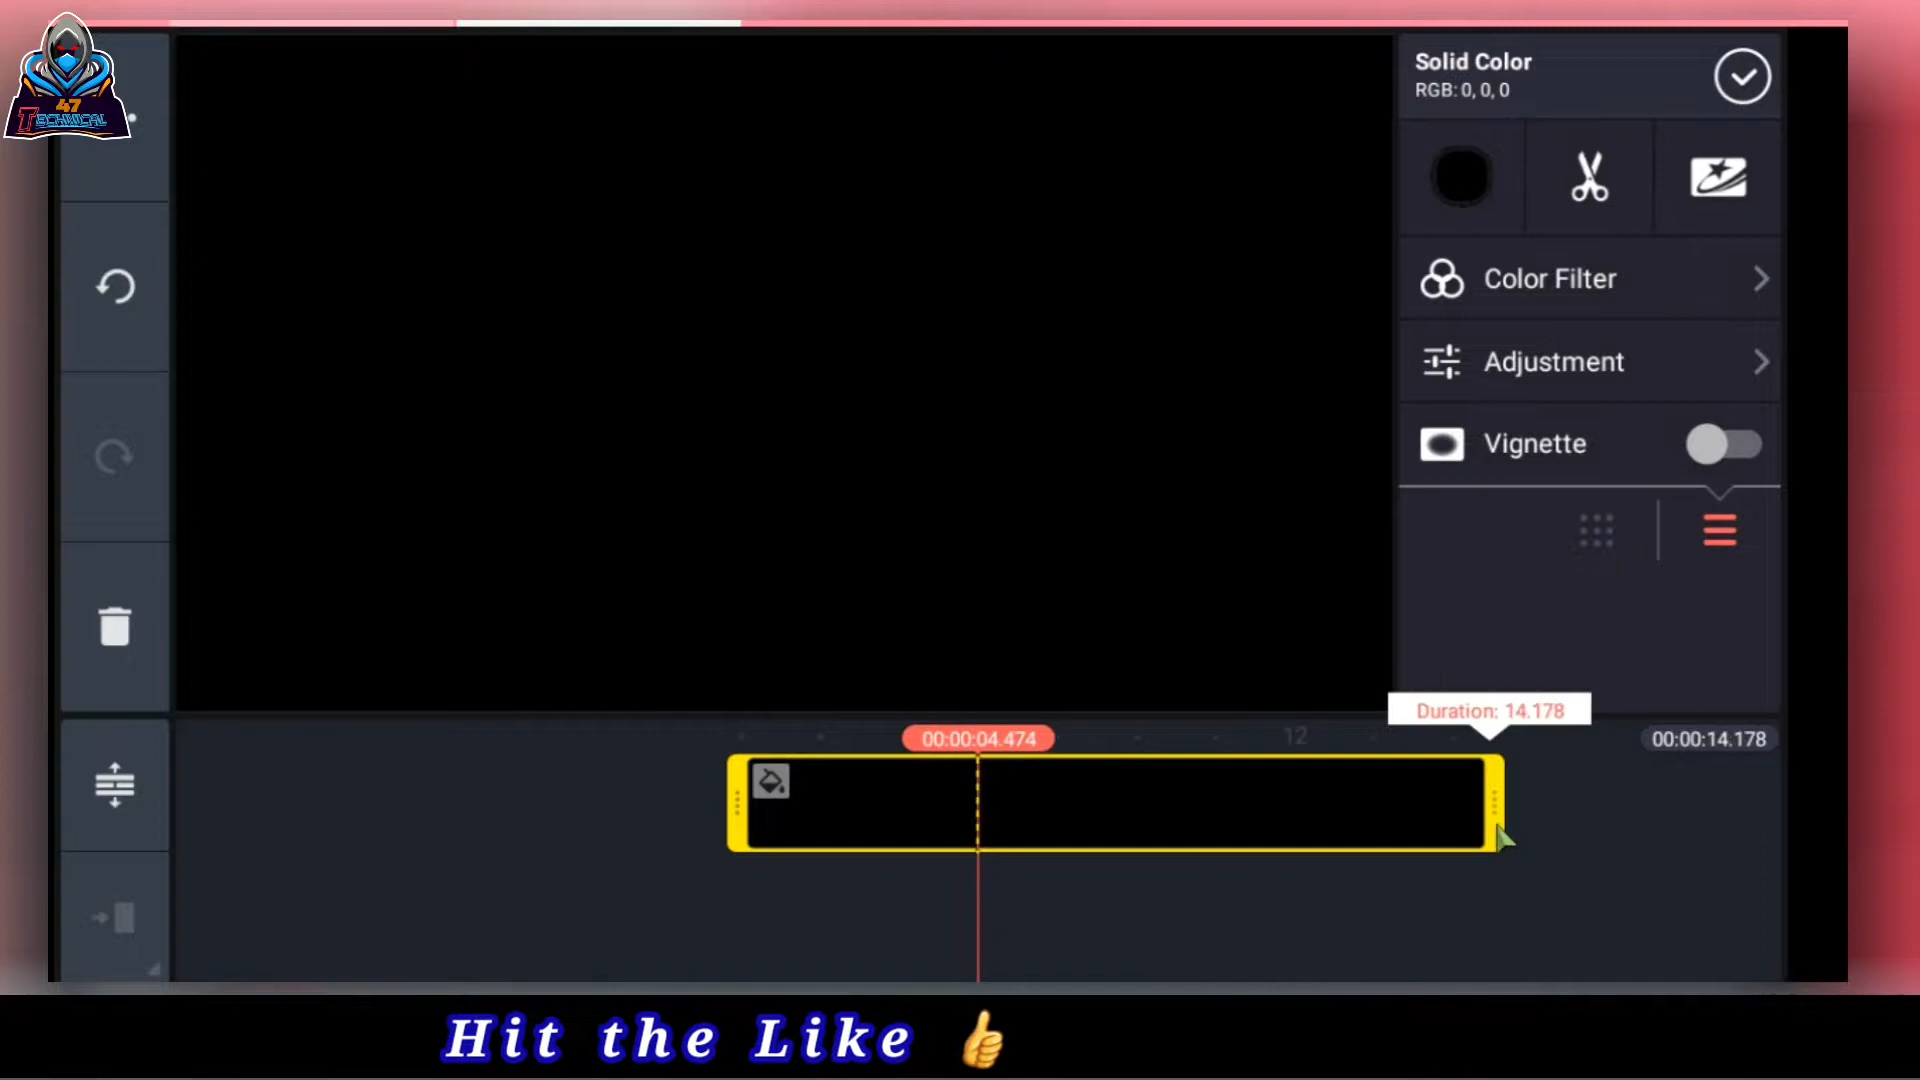 47
TECHNICAL
Solid Color
RGB: 0, 0, 0
Color Filter
Adjustment
Vignette
Duration: 14.178
00:00:04.474
12
00:00:14.178
Hit the Like 👍